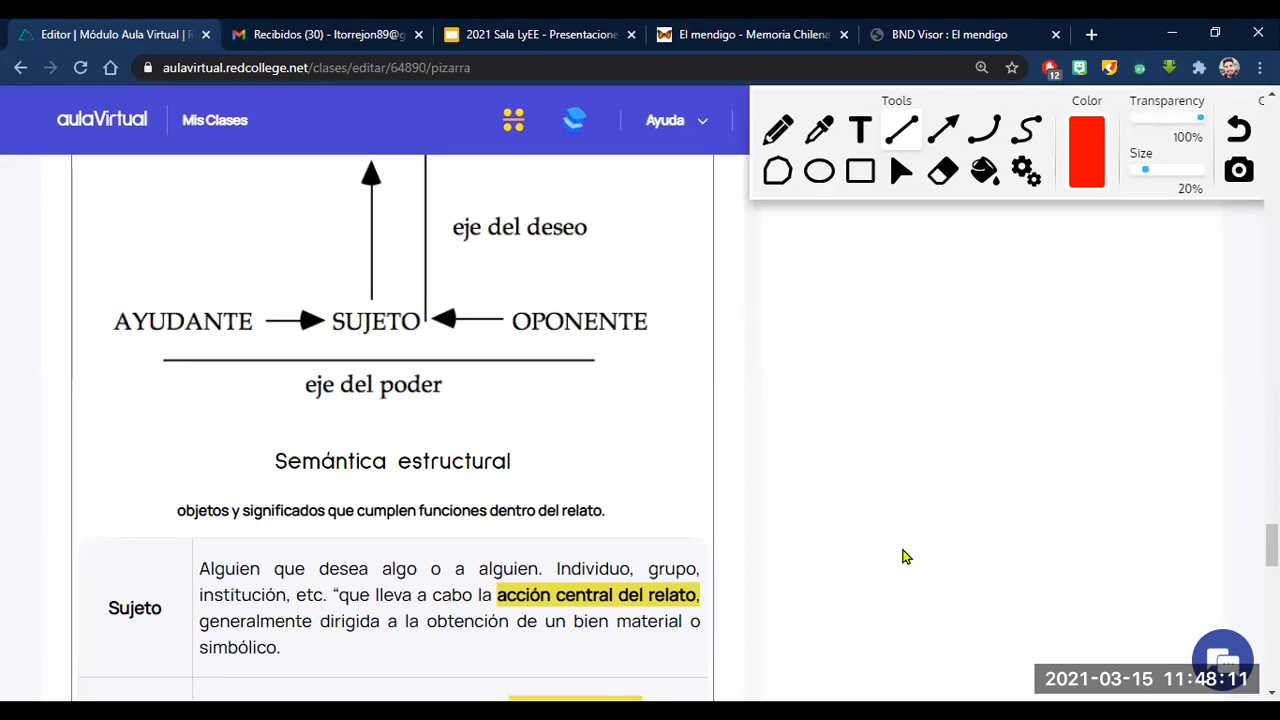 Editor | Módulo Aula Virtual | R
Recibidos (30) - ltorrejon89@g
2021 Sala LyEE - Presentacione
El mendigo - Memoria Chilena
BND Visor : El mendigo
aulavirtual.redcollege.net/clases/editar/64890/pizarra
12
aulaVirtual
Mis Clases
Ayuda
Tools
Color
Transparency
100%
Size
20%
T
eje del deseo
AYUDANTE
SUJETO
OPONENTE
eje del poder
Semántica estructural
objetos y significados que cumplen funciones dentro del relato.
Sujeto
Alguien que desea algo o a alguien. Individuo, grupo,
institución, etc. “que lleva a cabo la acción central del relato,
generalmente dirigida a la obtención de un bien material o
simbólico.
2021-03-15 11:48:11